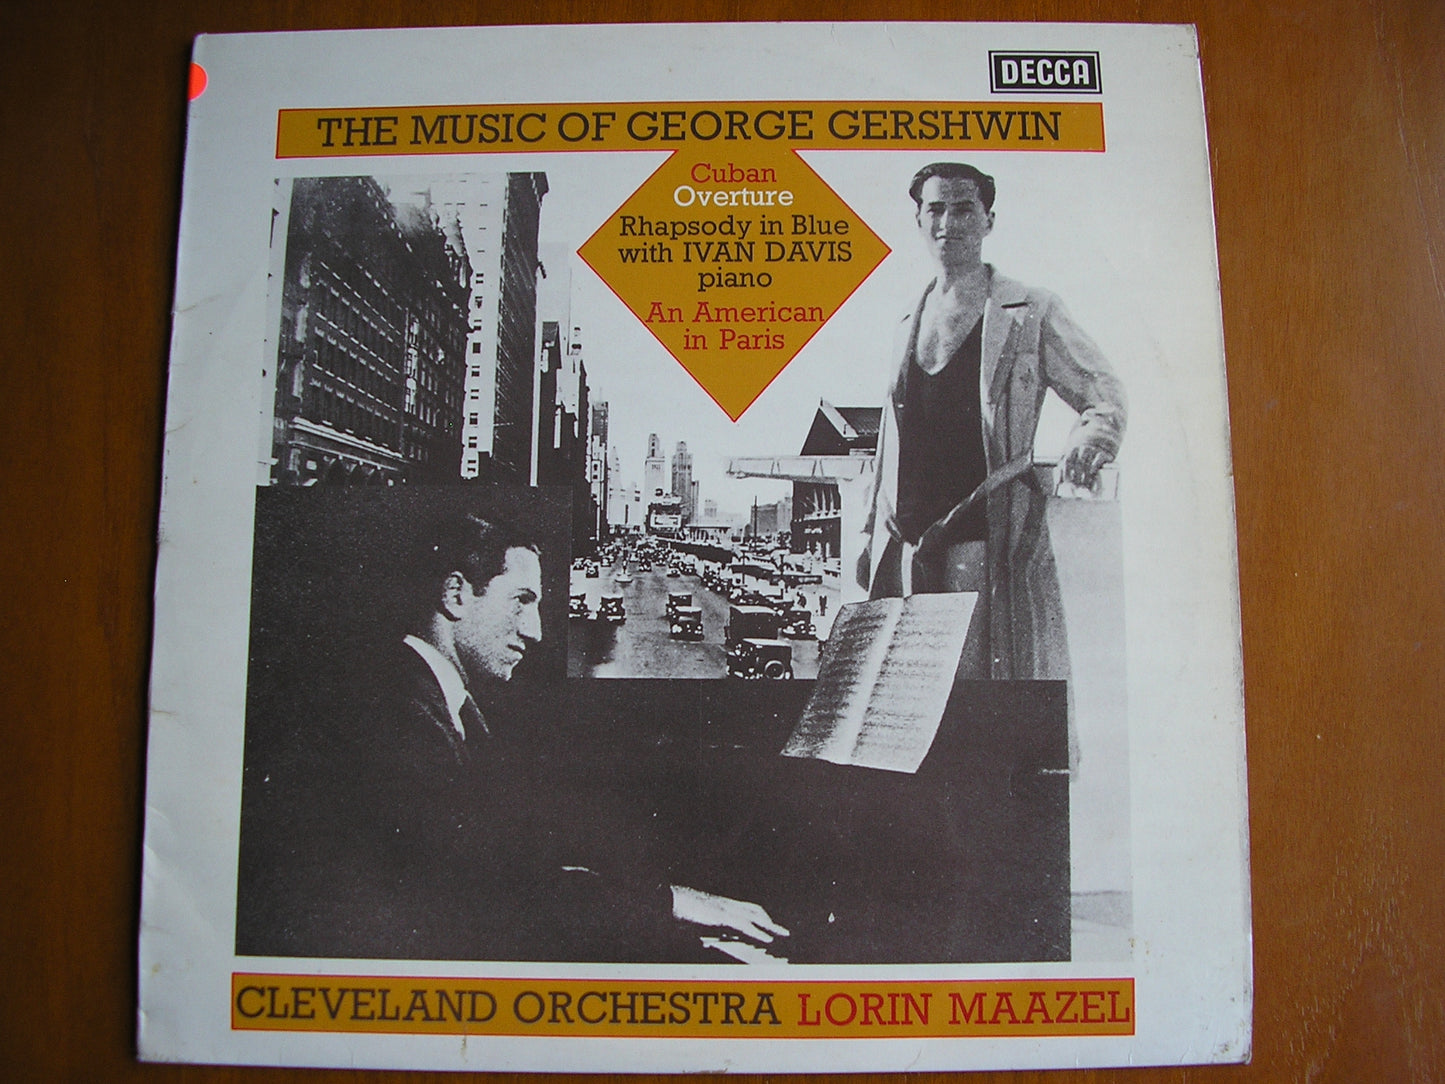 DECCA
THE MUSIC OF GEORGE GERSHWIN
Cuban
Overture
Rhapsody in Blue
with IVAN DAVIS
piano
An American
in Paris
CLEVELAND ORCHESTRA LORIN MAAZEL